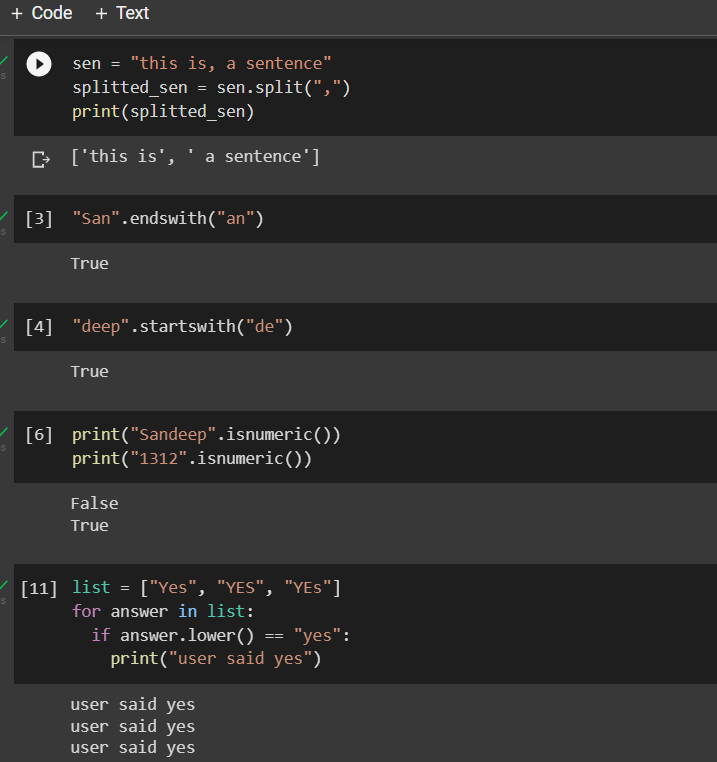 + Code + Text
sen = "this is, a sentence"
splitted_sen = sen.split(",")
print(splitted_sen)
['this is', ' a sentence']
[3] "San".endswith("an")
True
[4] "deep".startswith("de")
True
[6] print("Sandeep".isnumeric())
print("1312".isnumeric())
False
True
[11] list = ["Yes", "YES", "YEs"]
for answer in list:
if answer.lower() == "yes":
print("user said yes")
user said yes
user said yes
user said yes